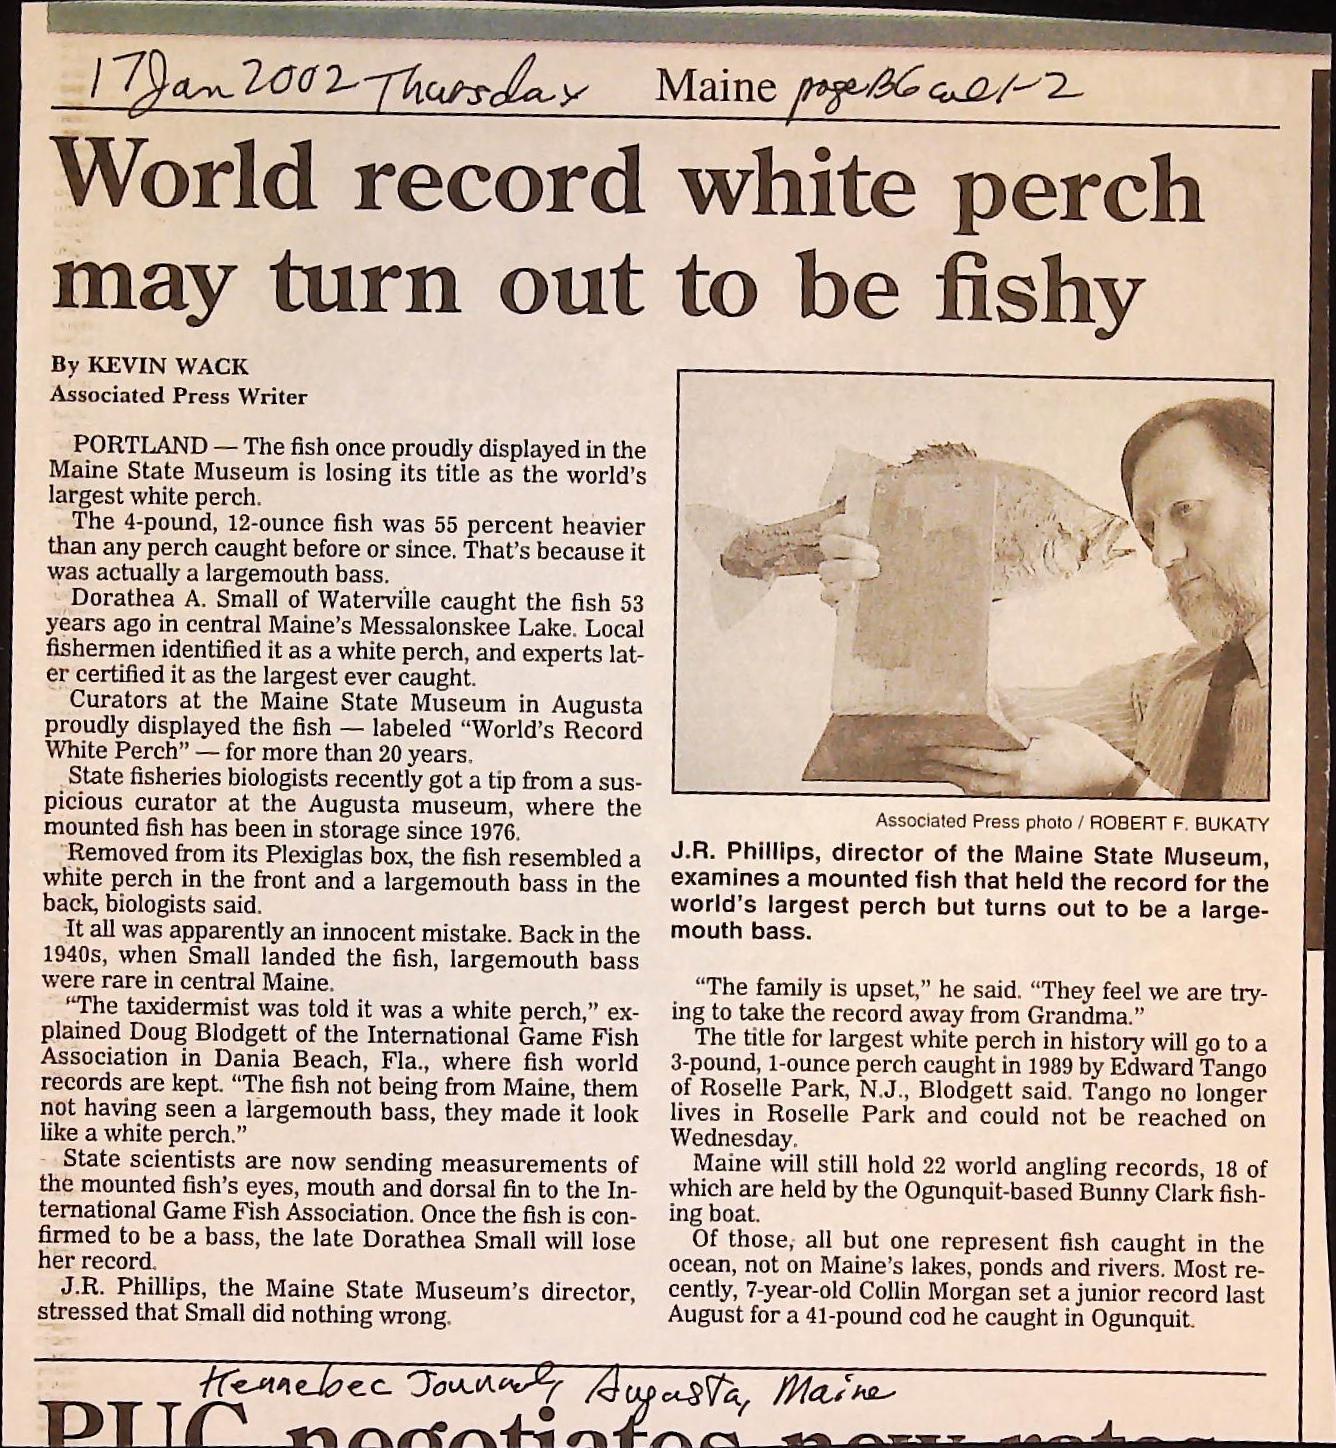 17 Jan 2002 Thursday Maine page B6 col 1-2
World record white perch
may turn out to be fishy
By KEVIN WACK
Associated Press Writer
PORTLAND — The fish once proudly displayed in the
Maine State Museum is losing its title as the world's
largest white perch.
The 4-pound, 12-ounce fish was 55 percent heavier
than any perch caught before or since. That's because it
was actually a largemouth bass.
Dorathea A. Small of Waterville caught the fish 53
years ago in central Maine's Messalonskee Lake. Local
fishermen identified it as a white perch, and experts lat-
er certified it as the largest ever caught.
Curators at the Maine State Museum in Augusta
proudly displayed the fish — labeled "World's Record
White Perch" — for more than 20 years.
State fisheries biologists recently got a tip from a sus-
picious curator at the Augusta museum, where the
mounted fish has been in storage since 1976.
Removed from its Plexiglas box, the fish resembled a
white perch in the front and a largemouth bass in the
back, biologists said.
It all was apparently an innocent mistake. Back in the
1940s, when Small landed the fish, largemouth bass
were rare in central Maine.
"The taxidermist was told it was a white perch," ex-
plained Doug Blodgett of the International Game Fish
Association in Dania Beach, Fla., where fish world
records are kept. "The fish not being from Maine, them
not having seen a largemouth bass, they made it look
like a white perch."
State scientists are now sending measurements of
the mounted fish's eyes, mouth and dorsal fin to the In-
ternational Game Fish Association. Once the fish is con-
firmed to be a bass, the late Dorathea Small will lose
her record.
J.R. Phillips, the Maine State Museum's director,
stressed that Small did nothing wrong.
Associated Press photo / ROBERT F. BUKATY
J.R. Phillips, director of the Maine State Museum,
examines a mounted fish that held the record for the
world's largest perch but turns out to be a large-
mouth bass.
"The family is upset," he said. "They feel we are try-
ing to take the record away from Grandma."
The title for largest white perch in history will go to a
3-pound, 1-ounce perch caught in 1989 by Edward Tango
of Roselle Park, N.J., Blodgett said. Tango no longer
lives in Roselle Park and could not be reached on
Wednesday.
Maine will still hold 22 world angling records, 18 of
which are held by the Ogunquit-based Bunny Clark fish-
ing boat.
Of those, all but one represent fish caught in the
ocean, not on Maine's lakes, ponds and rivers. Most re-
cently, 7-year-old Collin Morgan set a junior record last
August for a 41-pound cod he caught in Ogunquit.
Kennebec Journal, Augusta, Maine
PUC negotiates new rates